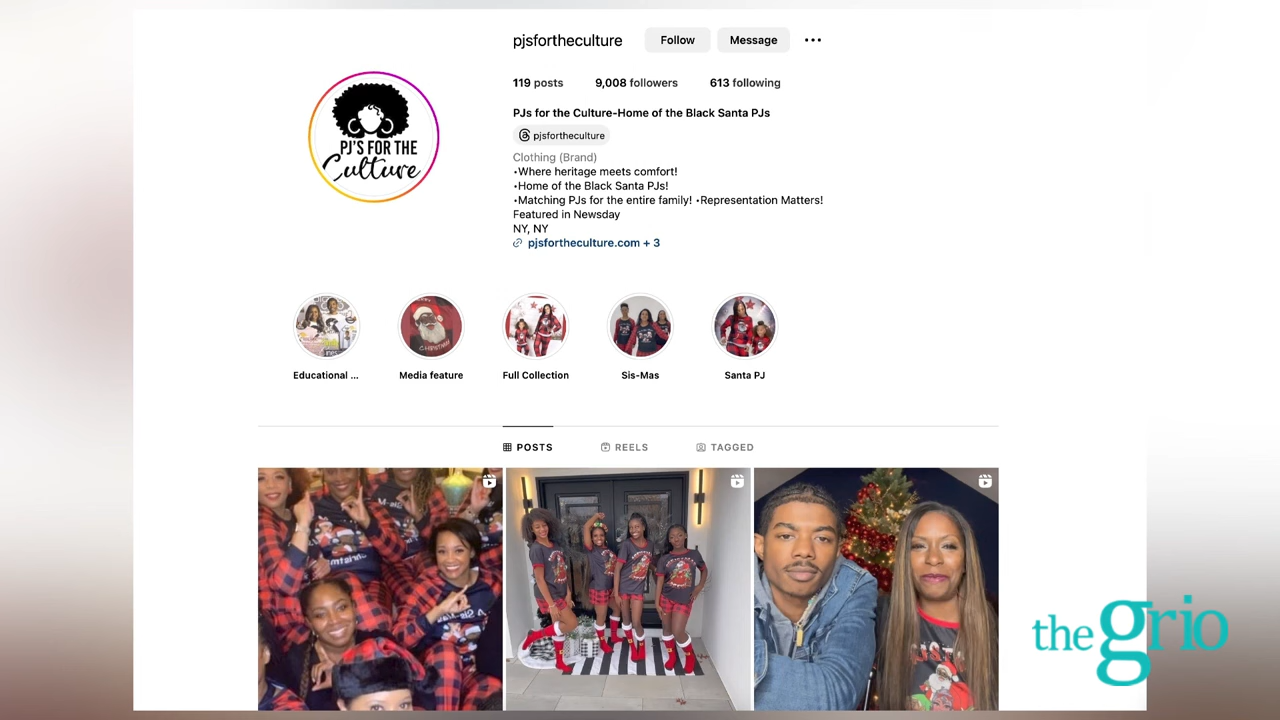 pjsfortheculture
Follow
Message
119 posts
9,008 followers
613 following
PJ'S FOR THE
Culture
PJs for the Culture-Home of the Black Santa PJs
pjsfortheculture
Clothing (Brand)
•Where heritage meets comfort!
•Home of the Black Santa PJs!
•Matching PJs for the entire family! •Representation Matters!
Featured in Newsday
NY, NY
pjsfortheculture.com + 3
CHRISTMAS
Educational ...
Media feature
Full Collection
Sis-Mas
Santa PJ
POSTS
REELS
TAGGED
the grio